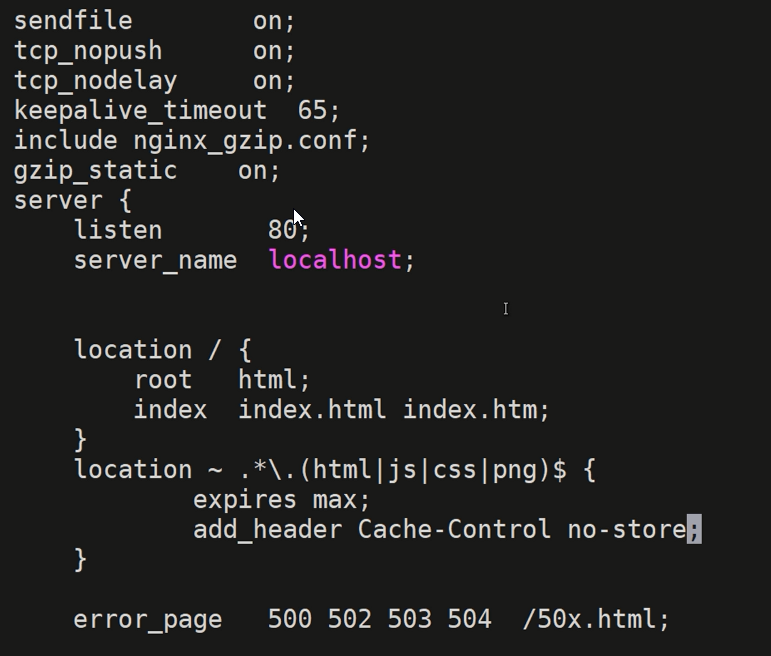 sendfile        on;
tcp_nopush      on;
tcp_nodelay     on;
keepalive_timeout  65;
include nginx_gzip.conf;
gzip_static    on;
server {
    listen       80;
    server_name  localhost;
    location / {
        root   html;
        index  index.html index.htm;
    }
    location ~ .*\.(html|js|css|png)$ {
            expires max;
            add_header Cache-Control no-store;
    }
    error_page   500 502 503 504  /50x.html;